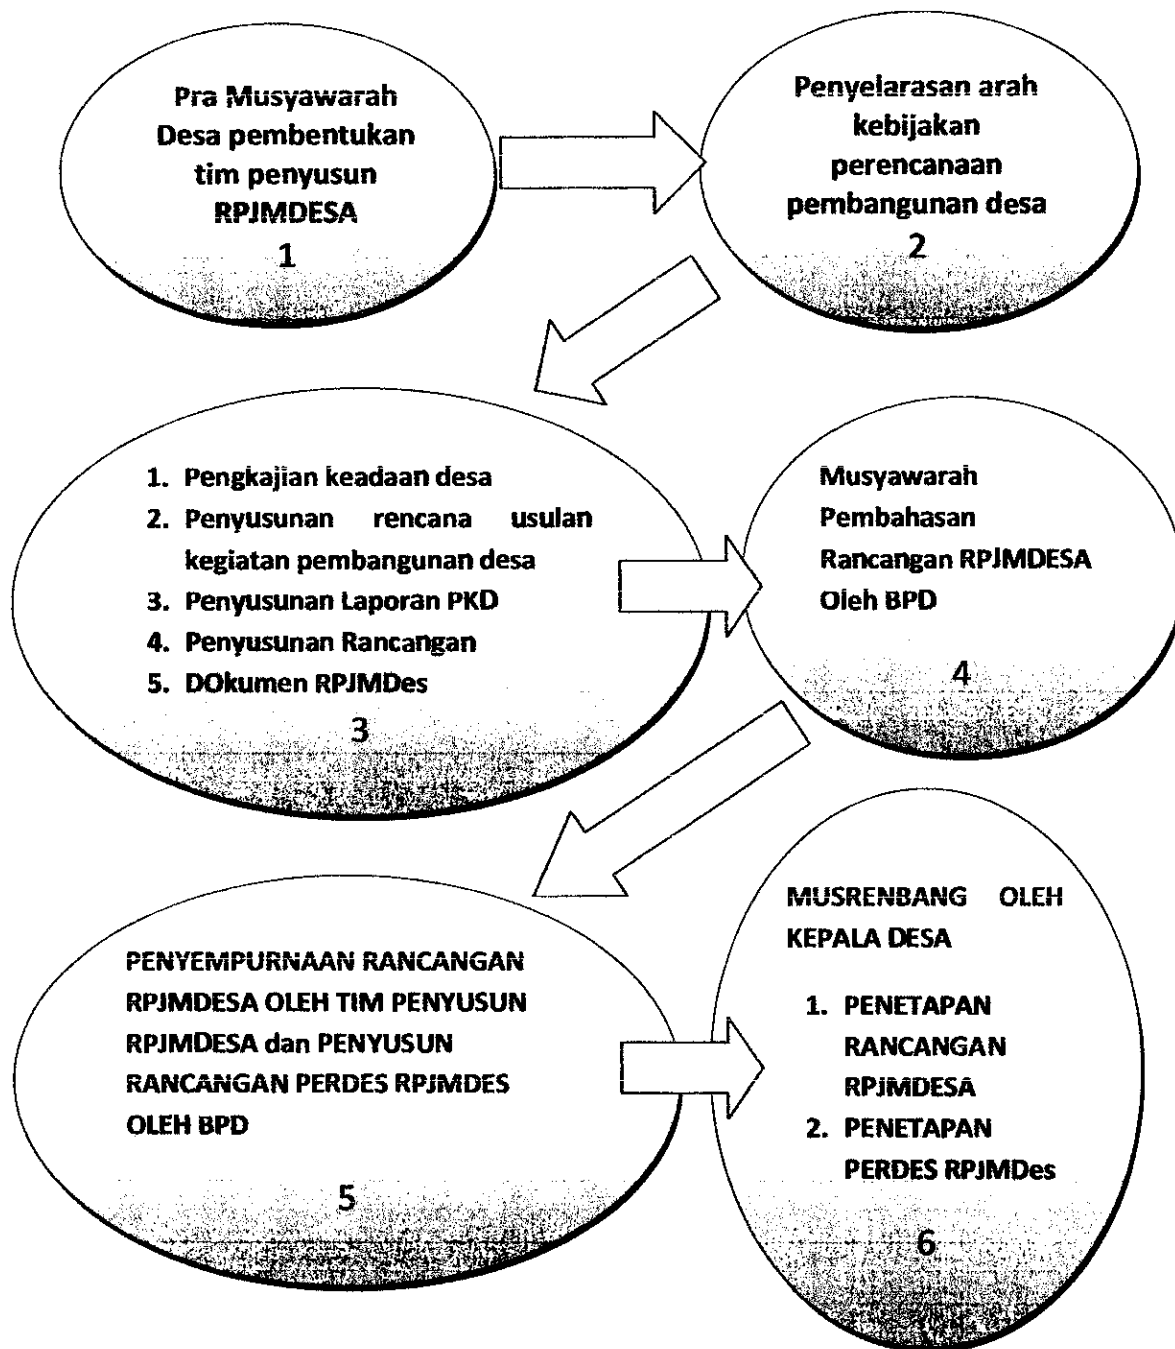 Pra Musyawarah
Desa pembentukan
tim penyusun
RPJMDESA
1
Penyelarasan arah
kebijakan
perencanaan
pembangunan desa
2
1. Pengkajian keadaan desa
2. Penyusunan rencana usulan
kegiatan pembangunan desa
3. Penyusunan Laporan PKD
4. Penyusunan Rancangan
5. DOkumen RPJMDes
3
Musyawarah
Pembahasan
Rancangan RPJMDESA
Oleh BPD
4
PENYEMPURNAAN RANCANGAN
RPJMDESA OLEH TIM PENYUSUN
RPJMDESA dan PENYUSUN
RANCANGAN PERDES RPJMDES
OLEH BPD
5
MUSRENBANG OLEH
KEPALA DESA
1. PENETAPAN
RANCANGAN
RPJMDESA
2. PENETAPAN
PERDES RPJMDes
6